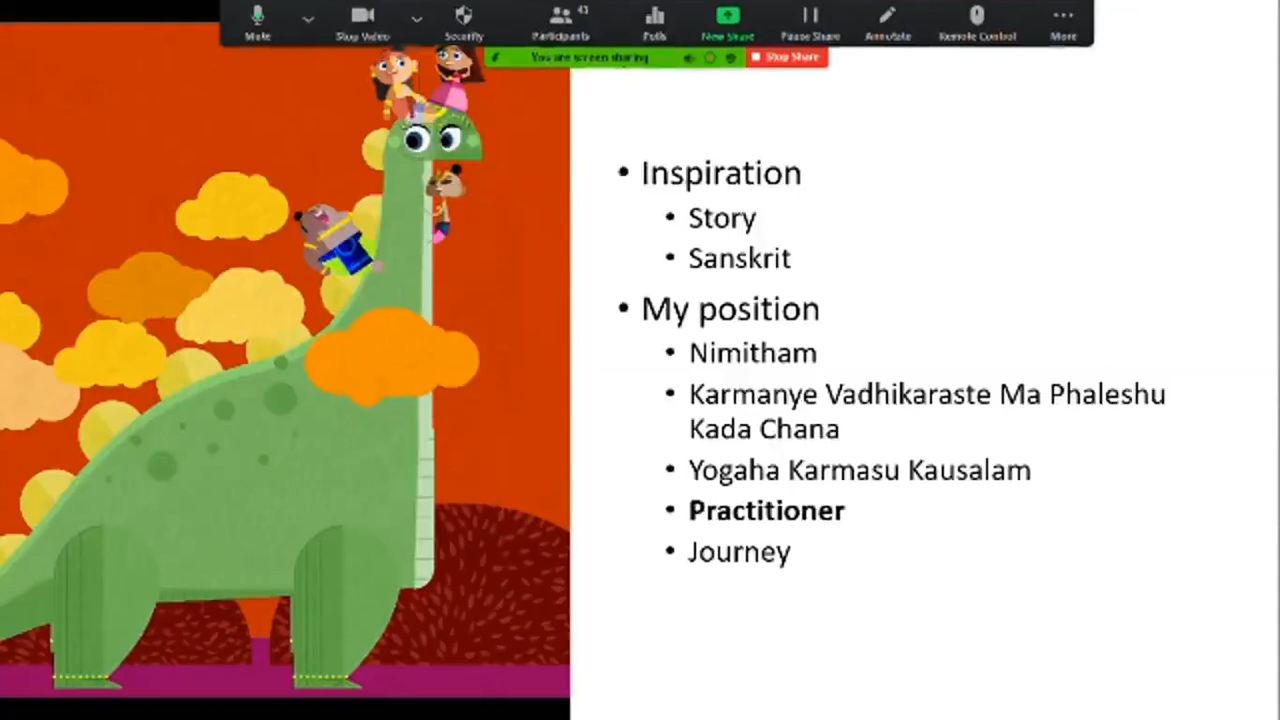 Mute
Stop Video
Security
Participants
43
Polls
New Share
Pause Share
Annotate
Remote Control
More
You are screen sharing
Stop Share
• Inspiration
• Story
• Sanskrit
• My position
• Nimitham
• Karmanye Vadhikaraste Ma Phaleshu
Kada Chana
• Yogaha Karmasu Kausalam
• Practitioner
• Journey